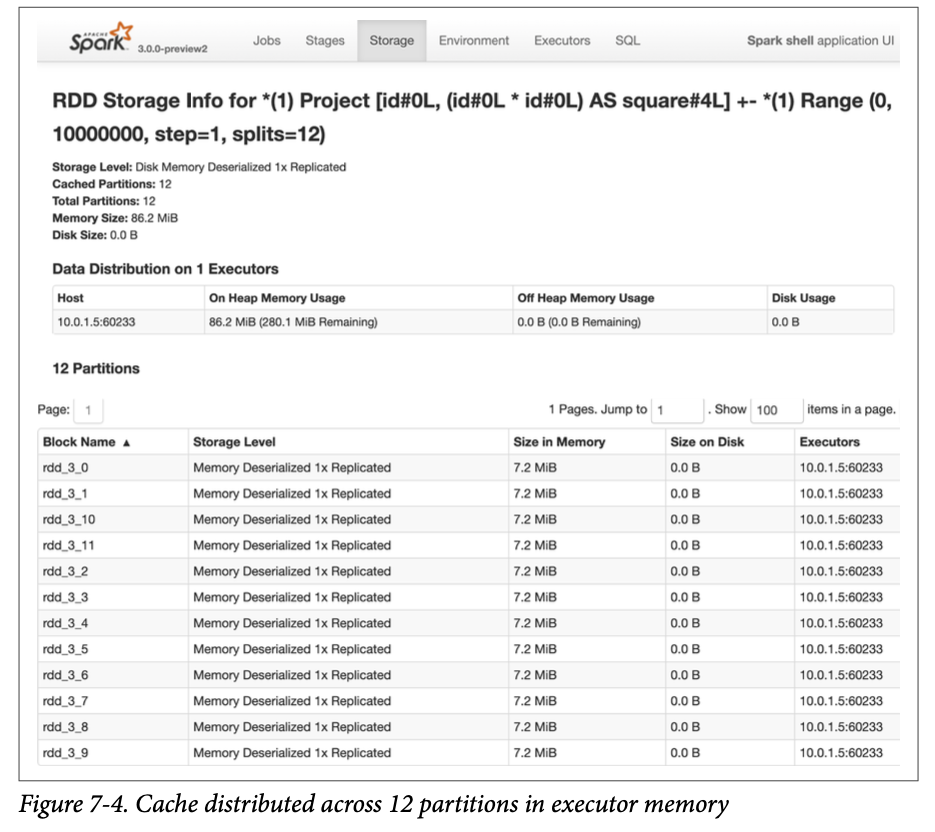 APACHE
Spark 3.0.0-preview2 Jobs Stages Storage Environment Executors SQL Spark shell application UI
RDD Storage Info for *(1) Project [id#0L, (id#0L * id#0L) AS square#4L] +- *(1) Range (0,
10000000, step=1, splits=12)
Storage Level: Disk Memory Deserialized 1x Replicated
Cached Partitions: 12
Total Partitions: 12
Memory Size: 86.2 MiB
Disk Size: 0.0 B
Data Distribution on 1 Executors
Host On Heap Memory Usage Off Heap Memory Usage Disk Usage
10.0.1.5:60233 86.2 MiB (280.1 MiB Remaining) 0.0 B (0.0 B Remaining) 0.0 B
12 Partitions
Page: 1 1 Pages. Jump to 1 . Show 100 items in a page.
Block Name ▲ Storage Level Size in Memory Size on Disk Executors
rdd_3_0 Memory Deserialized 1x Replicated 7.2 MiB 0.0 B 10.0.1.5:60233
rdd_3_1 Memory Deserialized 1x Replicated 7.2 MiB 0.0 B 10.0.1.5:60233
rdd_3_10 Memory Deserialized 1x Replicated 7.2 MiB 0.0 B 10.0.1.5:60233
rdd_3_11 Memory Deserialized 1x Replicated 7.2 MiB 0.0 B 10.0.1.5:60233
rdd_3_2 Memory Deserialized 1x Replicated 7.2 MiB 0.0 B 10.0.1.5:60233
rdd_3_3 Memory Deserialized 1x Replicated 7.2 MiB 0.0 B 10.0.1.5:60233
rdd_3_4 Memory Deserialized 1x Replicated 7.2 MiB 0.0 B 10.0.1.5:60233
rdd_3_5 Memory Deserialized 1x Replicated 7.2 MiB 0.0 B 10.0.1.5:60233
rdd_3_6 Memory Deserialized 1x Replicated 7.2 MiB 0.0 B 10.0.1.5:60233
rdd_3_7 Memory Deserialized 1x Replicated 7.2 MiB 0.0 B 10.0.1.5:60233
rdd_3_8 Memory Deserialized 1x Replicated 7.2 MiB 0.0 B 10.0.1.5:60233
rdd_3_9 Memory Deserialized 1x Replicated 7.2 MiB 0.0 B 10.0.1.5:60233
Figure 7-4. Cache distributed across 12 partitions in executor memory